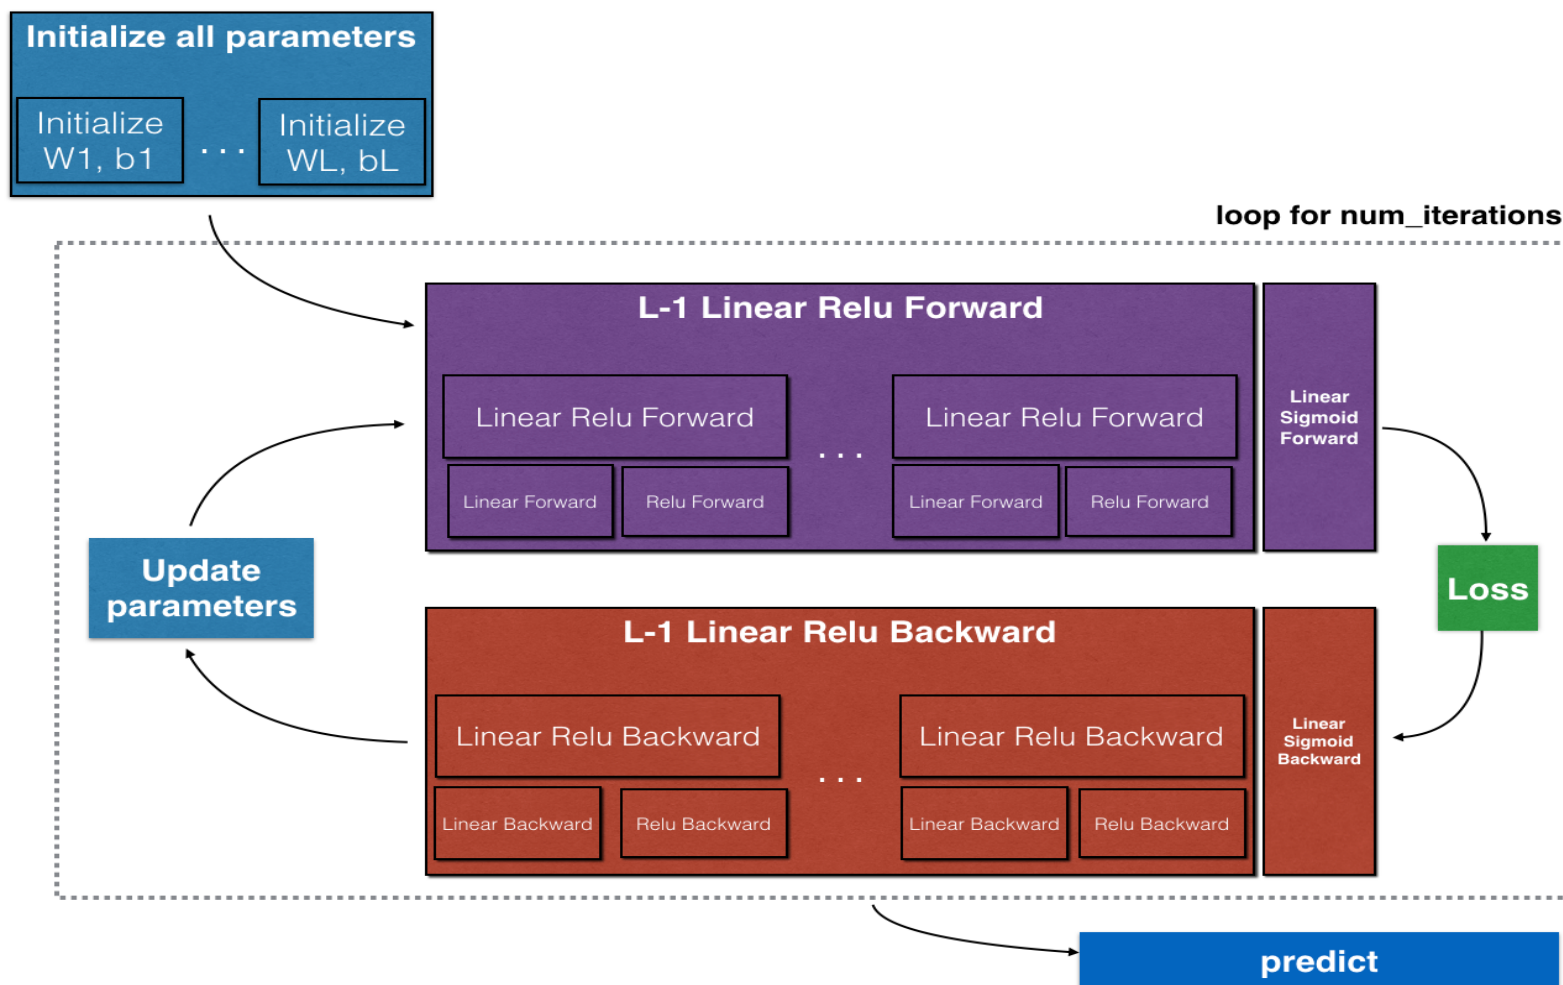 Initialize all parameters
Initialize
W1, b1
. . .
Initialize
WL, bL
loop for num_iterations
L-1 Linear Relu Forward
Linear Relu Forward
Linear Forward
Relu Forward
. . .
Linear Relu Forward
Linear Forward
Relu Forward
Linear
Sigmoid
Forward
Update
parameters
Loss
L-1 Linear Relu Backward
Linear Relu Backward
Linear Backward
Relu Backward
. . .
Linear Relu Backward
Linear Backward
Relu Backward
Linear
Sigmoid
Backward
predict